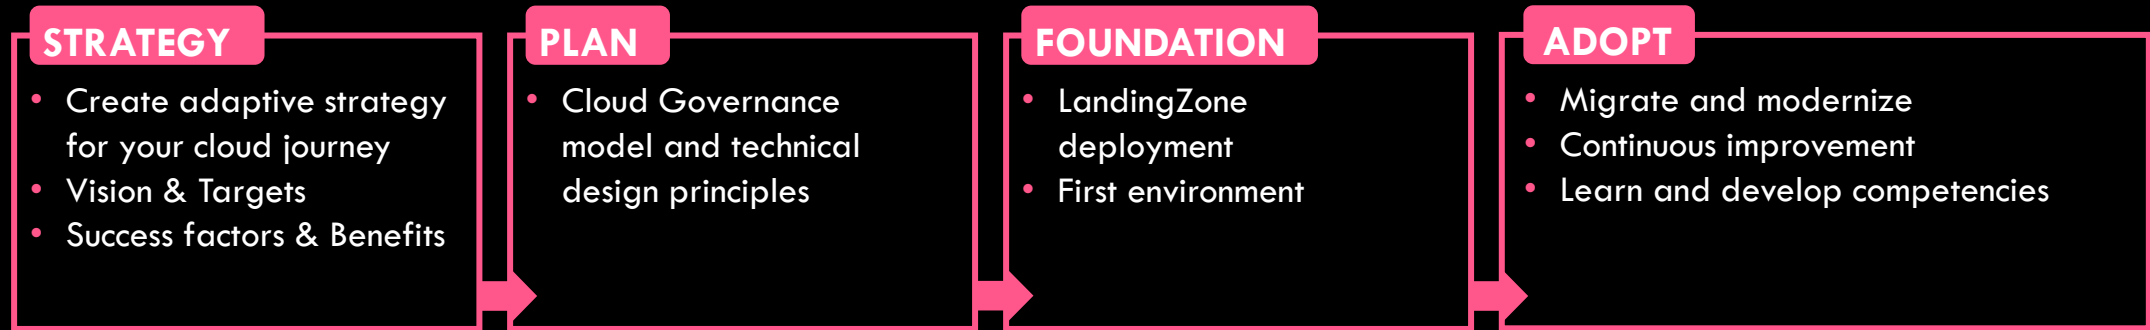 STRATEGY
• Create adaptive strategy
for your cloud journey
• Vision & Targets
• Success factors & Benefits
PLAN
• Cloud Governance
model and technical
design principles
FOUNDATION
• LandingZone
deployment
• First environment
ADOPT
• Migrate and modernize
• Continuous improvement
• Learn and develop competencies